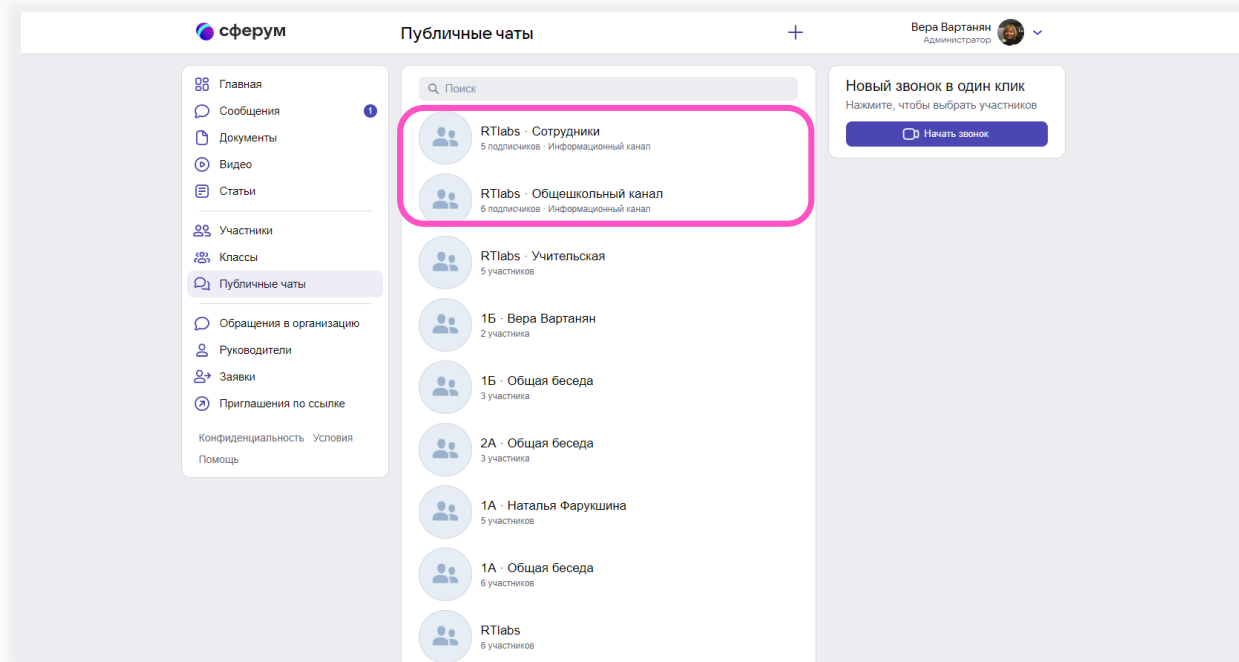 сферум
Публичные чаты
Вера Вартанян
Администратор
Главная
Сообщения
1
Документы
Видео
Статьи
Участники
Классы
Публичные чаты
Обращения в организацию
Руководители
Заявки
Приглашения по ссылке
Конфиденциальность Условия
Помощь
Поиск
RTlabs · Сотрудники
5 подписчиков · Информационный канал
RTlabs · Общешкольный канал
6 подписчиков · Информационный канал
RTlabs · Учительская
5 участников
1Б · Вера Вартанян
2 участника
1Б · Общая беседа
3 участника
2А · Общая беседа
3 участника
1А · Наталья Фарукшина
5 участников
1А · Общая беседа
6 участников
RTlabs
6 участников
Новый звонок в один клик
Нажмите, чтобы выбрать участников
Начать звонок